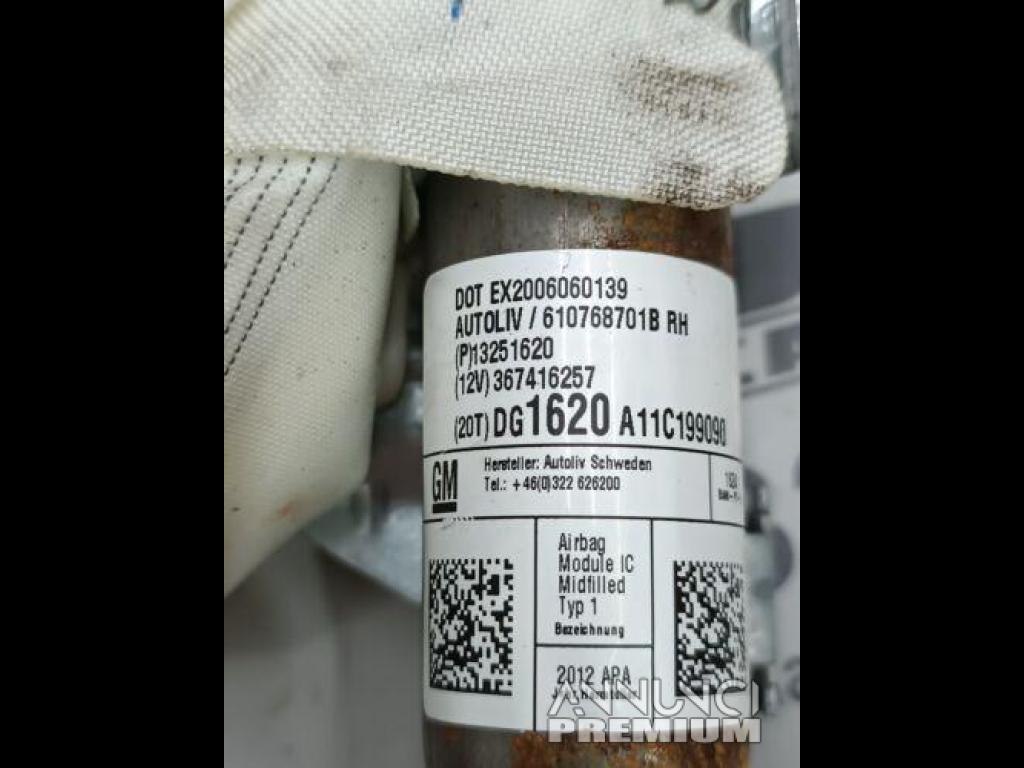 DOT EX2006060139
AUTOLIV / 610768701B RH
(P)13251620
(12V) 367416257
(20T) DG1620 A11C199090
GM
Hersteller: Autoliv Schweden
Tel.: +46(0)322 626200
Airbag
Module IC
Midfilled
Typ 1
Bezeichnung
2012 APA
ANNUNCI
PREMIUM